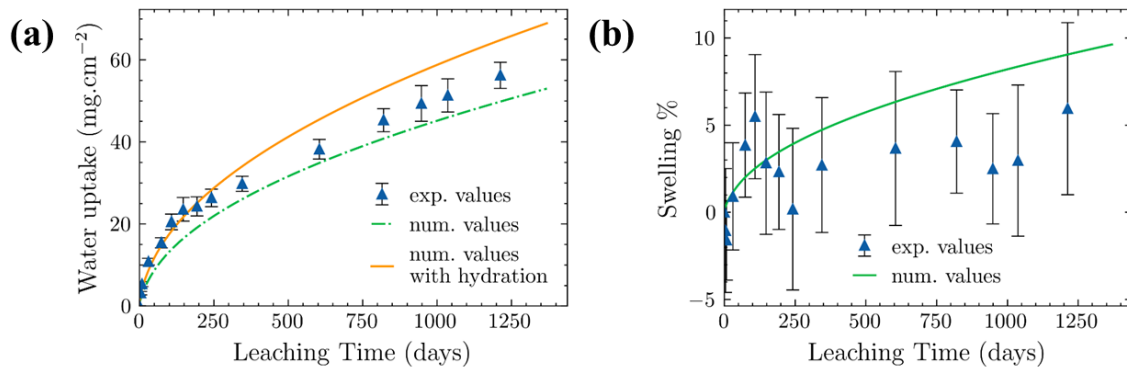 (a)
Water uptake (mg.cm⁻²)
60
40
20
0
exp. values
num. values
num. values
with hydration
0 250 500 750 1000 1250
Leaching Time (days)
(b)
Swelling %
10
5
0
−5
exp. values
num. values
0 250 500 750 1000 1250
Leaching Time (days)